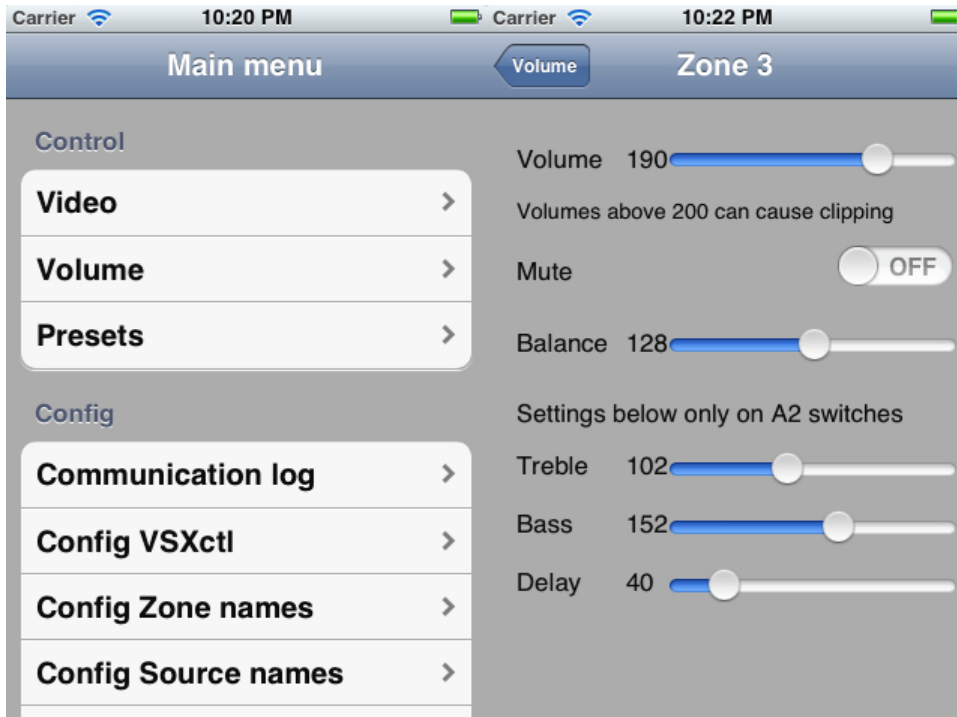 Carrier 10:20 PM
Main menu
Control
Video
Volume
Presets
Config
Communication log
Config VSXctl
Config Zone names
Config Source names
Carrier 10:22 PM
Volume Zone 3
Volume 190
Volumes above 200 can cause clipping
Mute OFF
Balance 128
Settings below only on A2 switches
Treble 102
Bass 152
Delay 40